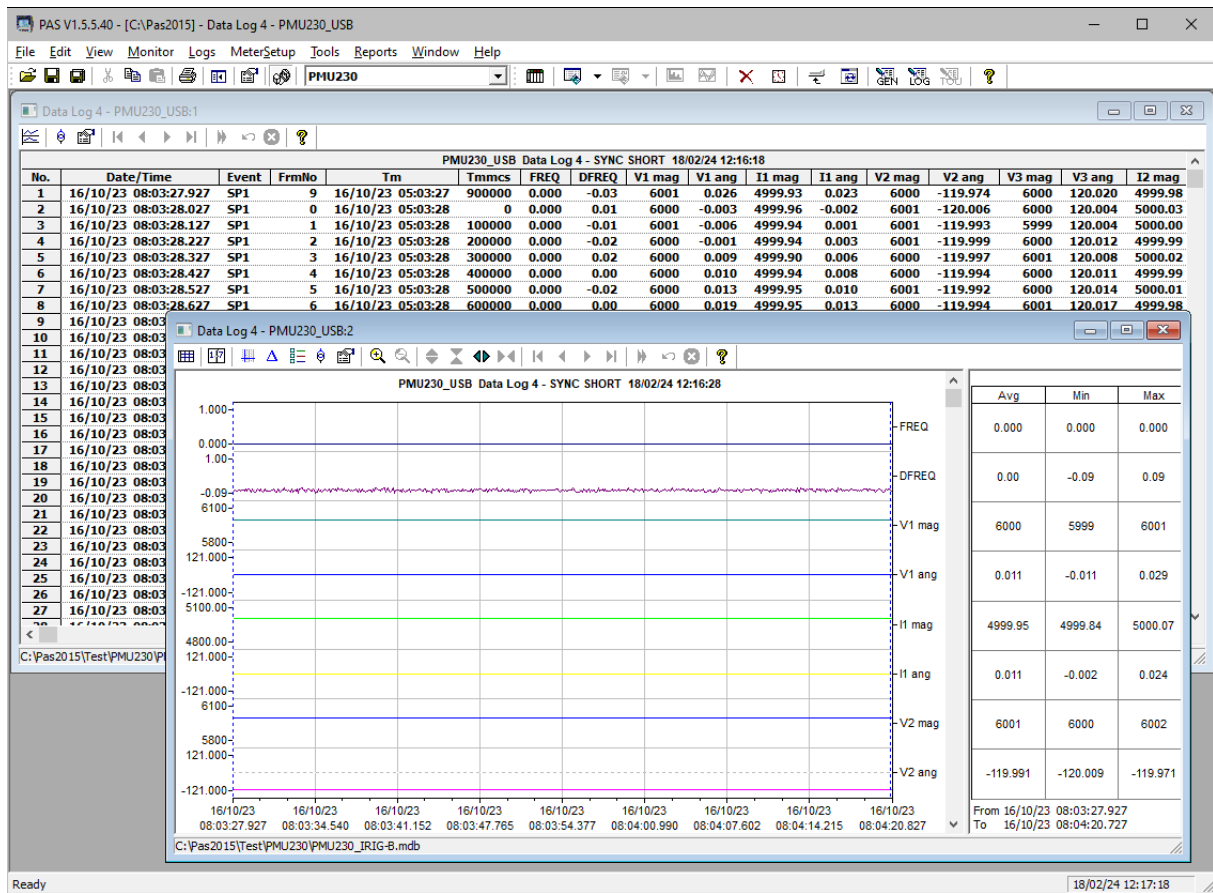 PAS V1.5.5.40 - [C:\Pas2015] - Data Log 4 - PMU230_USB
File Edit View Monitor Logs MeterSetup Tools Reports Window Help
PMU230 GEN LOG TOU
Data Log 4 - PMU230_USB:1
PMU230_USB Data Log 4 - SYNC SHORT 18/02/24 12:16:18
No. Date/Time Event FrmNo Tm Tmmcs FREQ DFREQ V1 mag V1 ang I1 mag I1 ang V2 mag V2 ang V3 mag V3 ang I2 mag
1 16/10/23 08:03:27.927 SP1 9 16/10/23 05:03:27 900000 0.000 -0.03 6001 0.026 4999.93 0.023 6000 -119.974 6000 120.020 4999.98
2 16/10/23 08:03:28.027 SP1 0 16/10/23 05:03:28 0 0.000 0.01 6000 -0.003 4999.96 -0.002 6001 -120.006 6000 120.004 5000.03
3 16/10/23 08:03:28.127 SP1 1 16/10/23 05:03:28 100000 0.000 -0.01 6001 -0.006 4999.94 0.001 6001 -119.993 5999 120.004 5000.00
4 16/10/23 08:03:28.227 SP1 2 16/10/23 05:03:28 200000 0.000 -0.02 6000 -0.001 4999.94 0.003 6001 -119.999 6000 120.012 4999.99
5 16/10/23 08:03:28.327 SP1 3 16/10/23 05:03:28 300000 0.000 0.02 6000 0.009 4999.90 0.006 6000 -119.997 6001 120.008 5000.02
6 16/10/23 08:03:28.427 SP1 4 16/10/23 05:03:28 400000 0.000 0.00 6000 0.010 4999.94 0.008 6000 -119.994 6000 120.011 4999.99
7 16/10/23 08:03:28.527 SP1 5 16/10/23 05:03:28 500000 0.000 -0.02 6000 0.013 4999.95 0.010 6001 -119.992 6000 120.014 5000.01
8 16/10/23 08:03:28.627 SP1 6 16/10/23 05:03:28 600000 0.000 0.00 6000 0.019 4999.95 0.013 6000 -119.994 6001 120.017 4999.98
9 16/10/23 08:03
10 16/10/23 08:03
11 16/10/23 08:03
12 16/10/23 08:03
13 16/10/23 08:03
14 16/10/23 08:03
15 16/10/23 08:03
16 16/10/23 08:03
17 16/10/23 08:03
18 16/10/23 08:03
19 16/10/23 08:03
20 16/10/23 08:03
21 16/10/23 08:03
22 16/10/23 08:03
23 16/10/23 08:03
24 16/10/23 08:03
25 16/10/23 08:03
26 16/10/23 08:03
27 16/10/23 08:03
C:\Pas2015\Test\PMU230\P
Data Log 4 - PMU230_USB:2
PMU230_USB Data Log 4 - SYNC SHORT 18/02/24 12:16:28
Avg Min Max
1.000
FREQ 0.000 0.000 0.000
0.000
1.00
DFREQ 0.00 -0.09 0.09
-0.09
6100
V1 mag 6000 5999 6001
5800
121.000
V1 ang 0.011 -0.011 0.029
-121.000
5100.00
I1 mag 4999.95 4999.84 5000.07
4800.00
121.000
I1 ang 0.011 -0.002 0.024
-121.000
6100
V2 mag 6001 6000 6002
5800
121.000
V2 ang -119.991 -120.009 -119.971
-121.000
16/10/23 16/10/23 16/10/23 16/10/23 16/10/23 16/10/23 16/10/23 16/10/23 16/10/23
08:03:27.927 08:03:34.540 08:03:41.152 08:03:47.765 08:03:54.377 08:04:00.990 08:04:07.602 08:04:14.215 08:04:20.827
From 16/10/23 08:03:27.927
To 16/10/23 08:04:20.727
C:\Pas2015\Test\PMU230\PMU230_IRIG-B.mdb
Ready 18/02/24 12:17:18